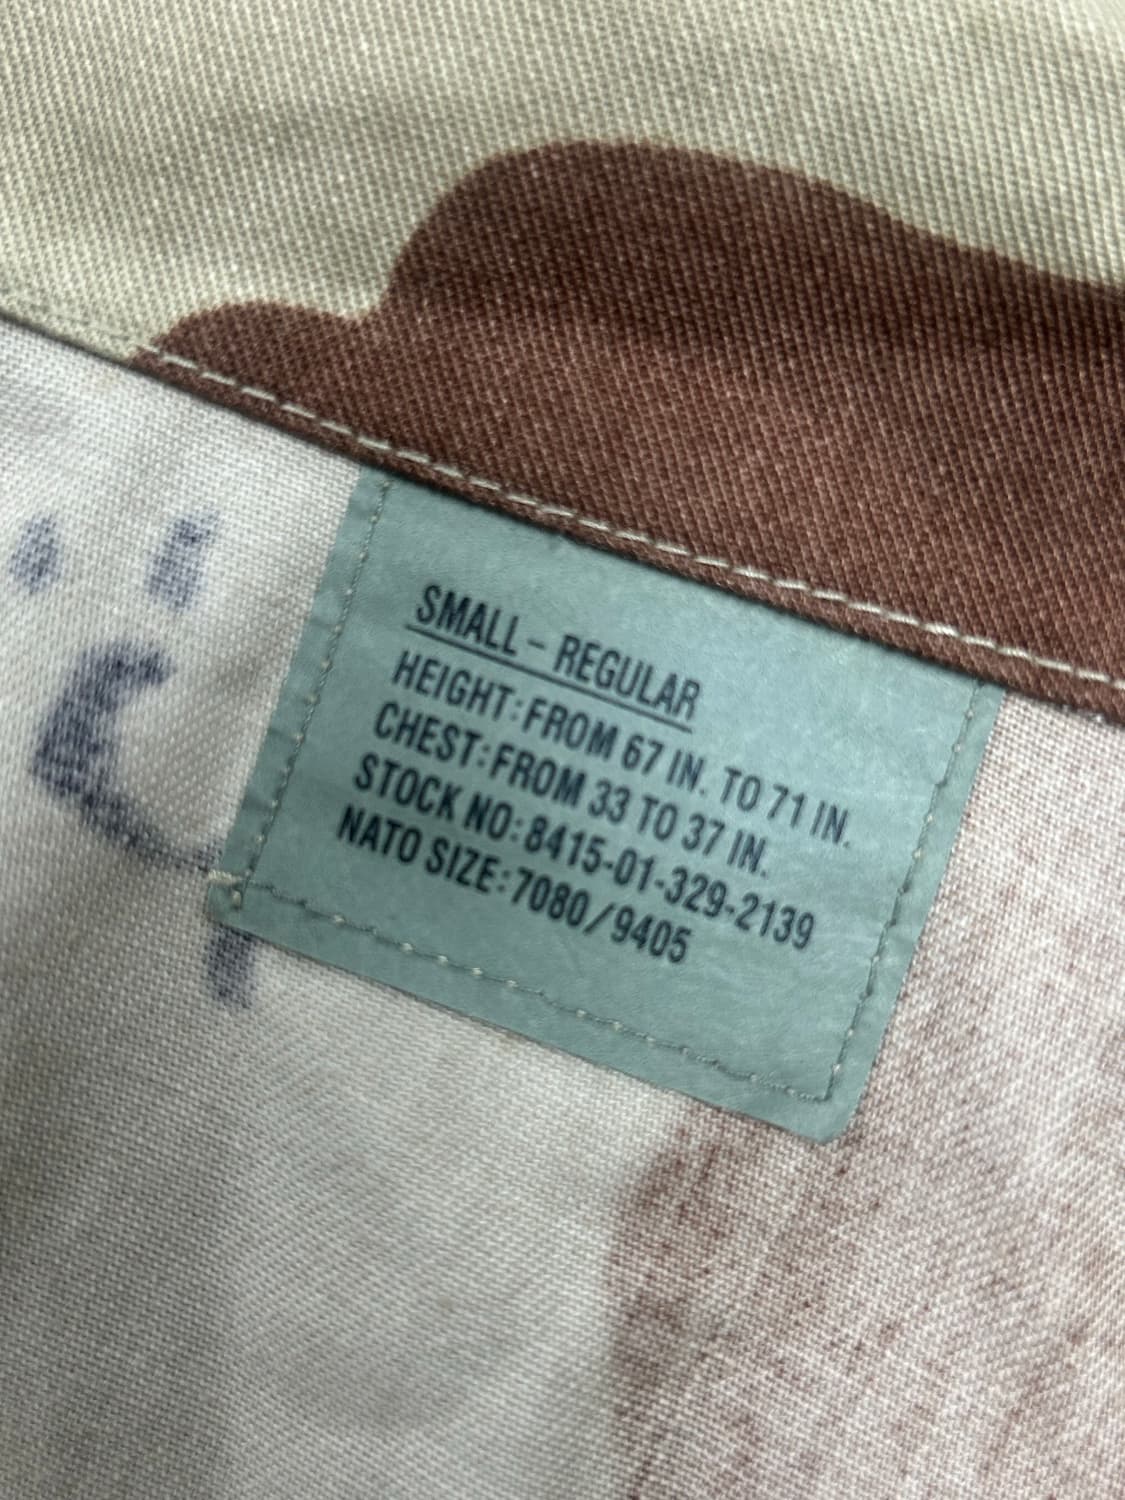 SMALL – REGULAR
HEIGHT: FROM 67 IN. TO 71 IN.
CHEST: FROM 33 TO 37 IN.
STOCK NO: 8415-01-329-2139
NATO SIZE: 7080/9405